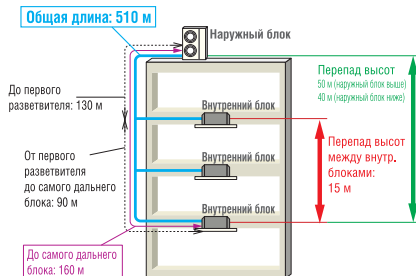 Общая длина: 510 м
Наружный блок
До первого
разветвителя: 130 м
От первого
разветвителя
до самого дальнего
блока: 90 м
До самого дальнего
блока: 160 м
Внутренний блок
Внутренний блок
Внутренний блок
Перепад высот
50 м (наружный блок выше)
40 м (наружный блок ниже)
Перепад высот
между внутр.
блоками:
15 м